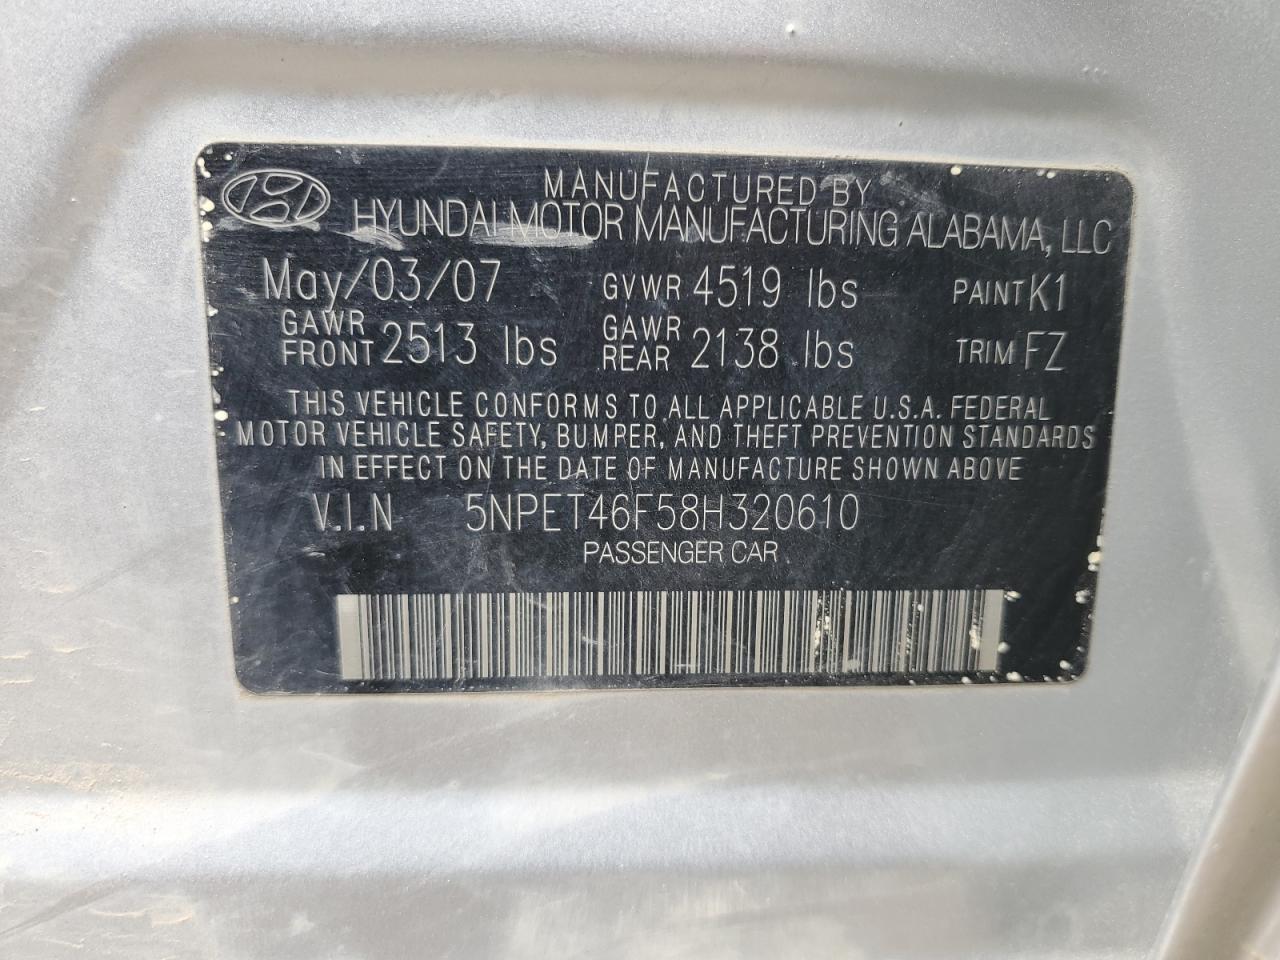 MANUFACTURED BY
HYUNDAI MOTOR MANUFACTURING ALABAMA, LLC
May/03/07 GVWR 4519 lbs PAINT K1
GAWR FRONT 2513 lbs GAWR REAR 2138 lbs TRIM FZ
THIS VEHICLE CONFORMS TO ALL APPLICABLE U.S.A. FEDERAL
MOTOR VEHICLE SAFETY, BUMPER, AND THEFT PREVENTION STANDARDS
IN EFFECT ON THE DATE OF MANUFACTURE SHOWN ABOVE
V.I.N 5NPET46F58H320610
PASSENGER CAR